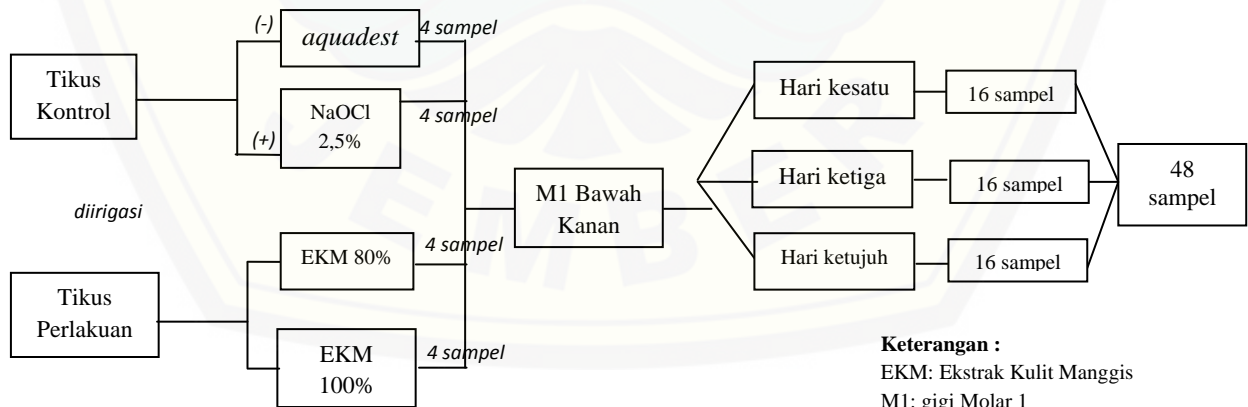 (-)
aquadest
4 sampel
Tikus
Kontrol
NaOCl
2,5%
(+)
4 sampel
diirigasi
EKM 80%
4 sampel
Tikus
Perlakuan
EKM
100%
4 sampel
M1 Bawah
Kanan
Hari kesatu
16 sampel
Hari ketiga
16 sampel
Hari ketujuh
16 sampel
48
sampel
Keterangan :
EKM: Ekstrak Kulit Manggis
M1: gigi Molar 1
JEMBER